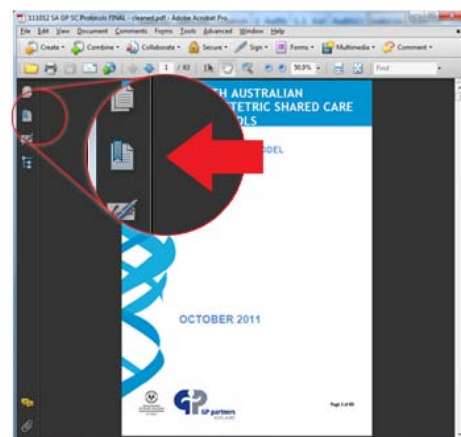 111012 SA GP SC Protocols FINAL - cleaned.pdf - Adobe Acrobat Pro
File Edit View Document Comments Forms Tools Advanced Window Help
Create Combine Collaborate Secure Sign Forms Multimedia Comment
1 / 83 50.9% Find
TH AUSTRALIAN
TETRIC SHARED CARE
OLS
ODEL
OCTOBER 2011
GP partners